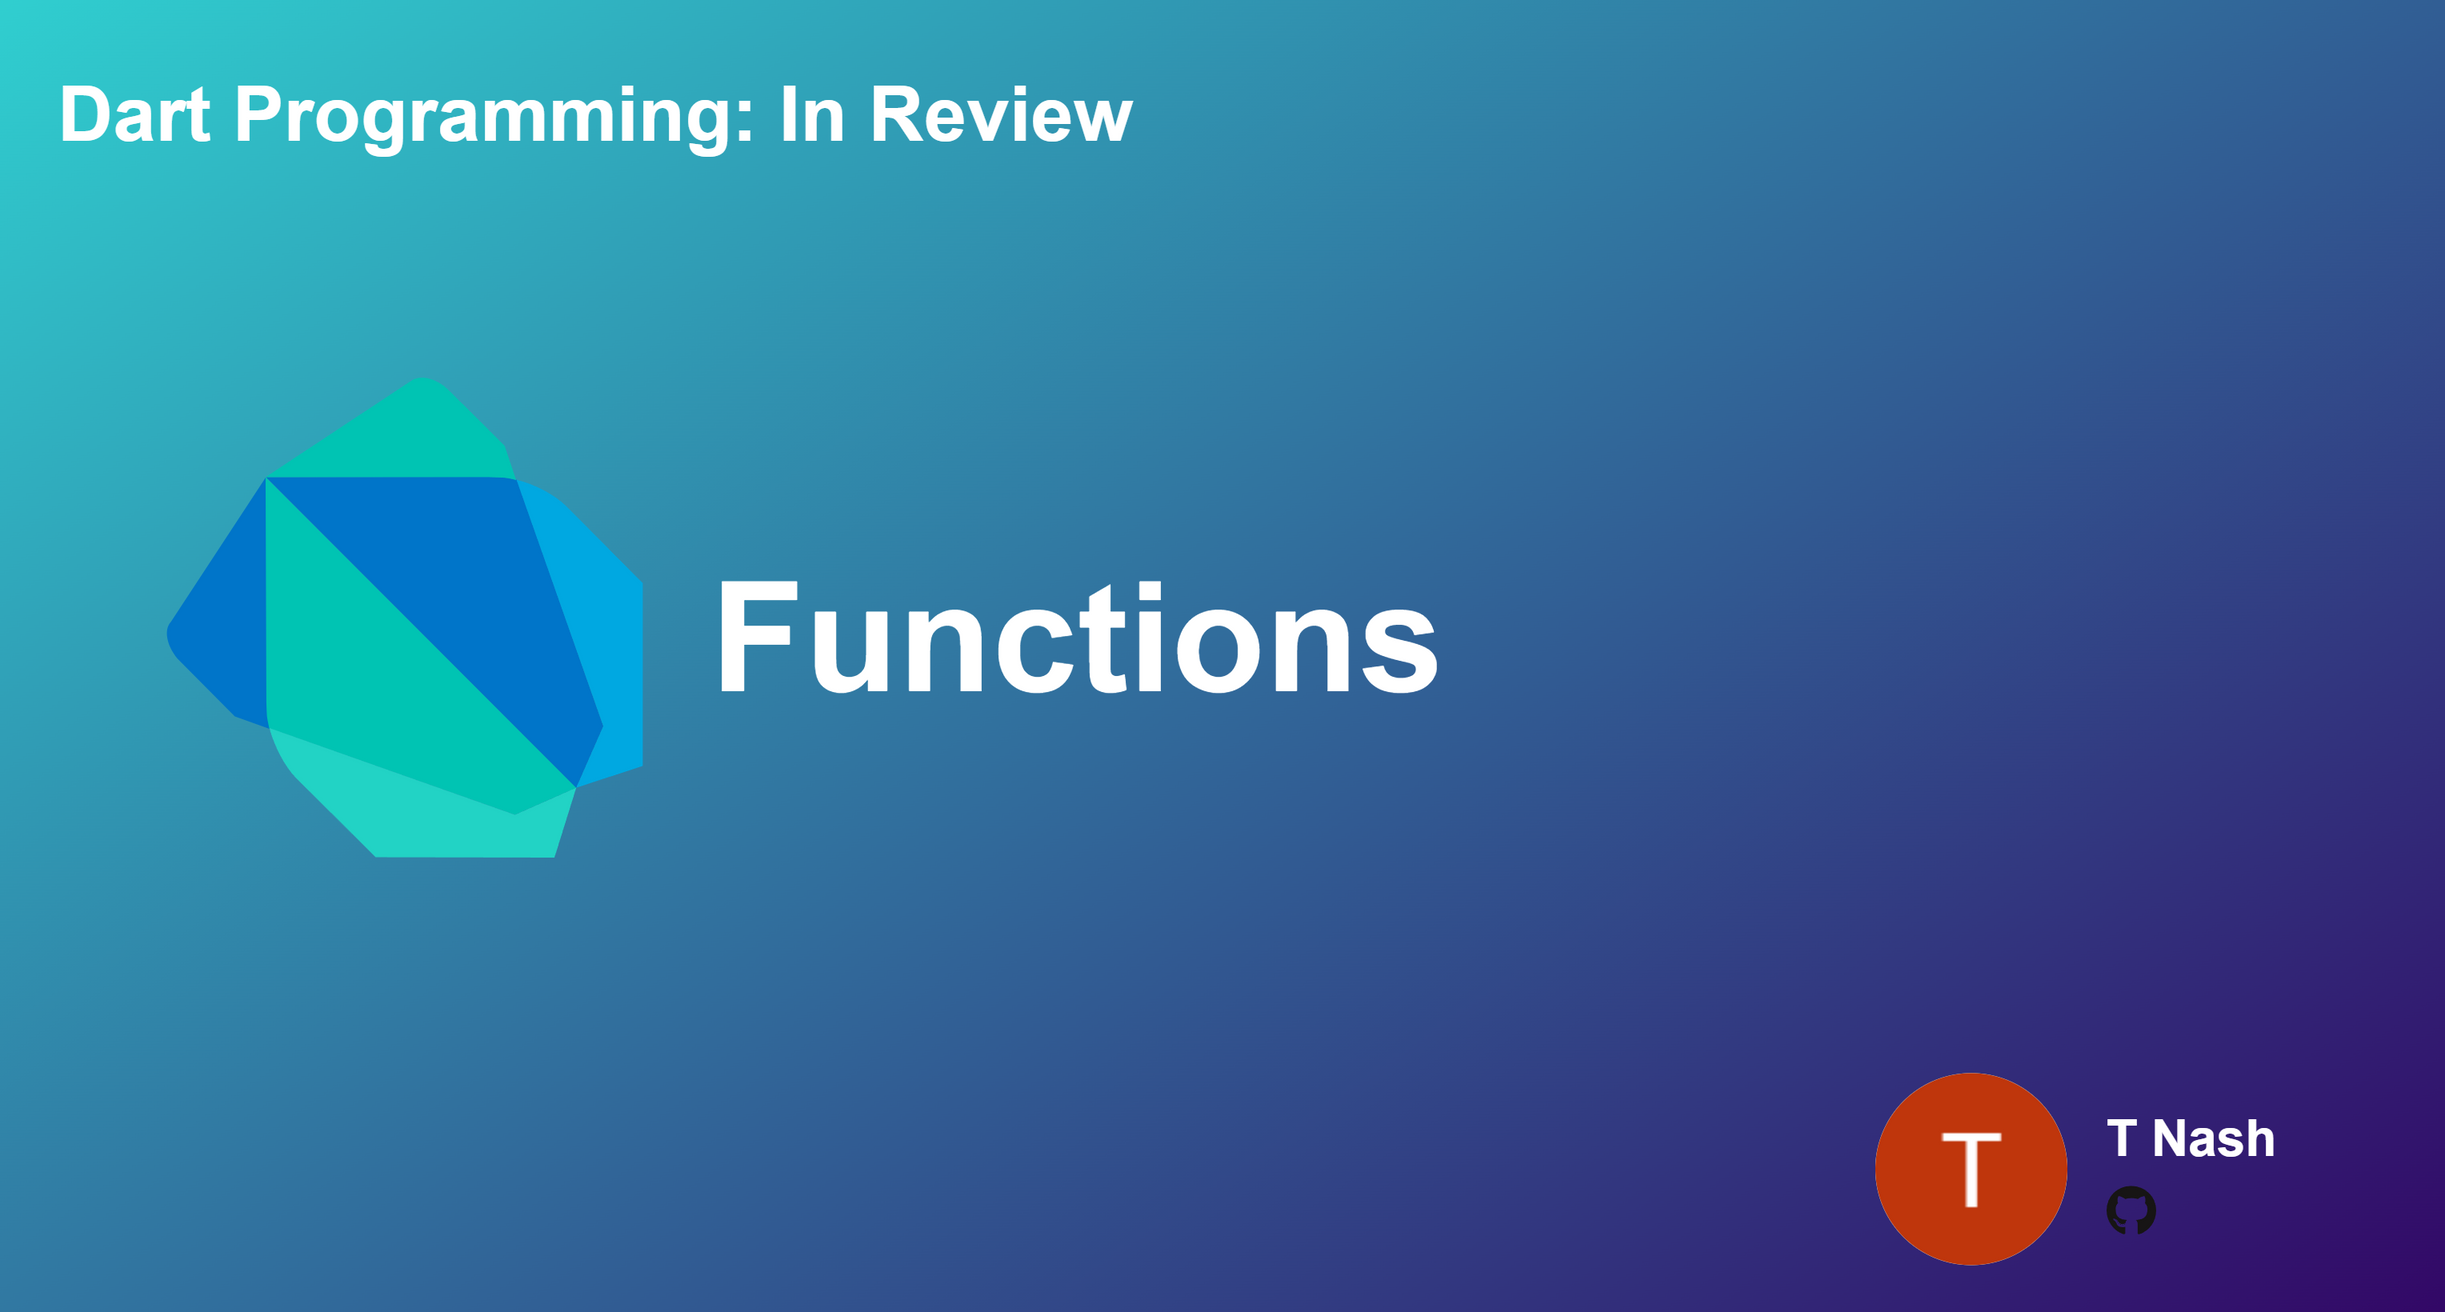 Dart Programming: In Review
Functions
T
T Nash